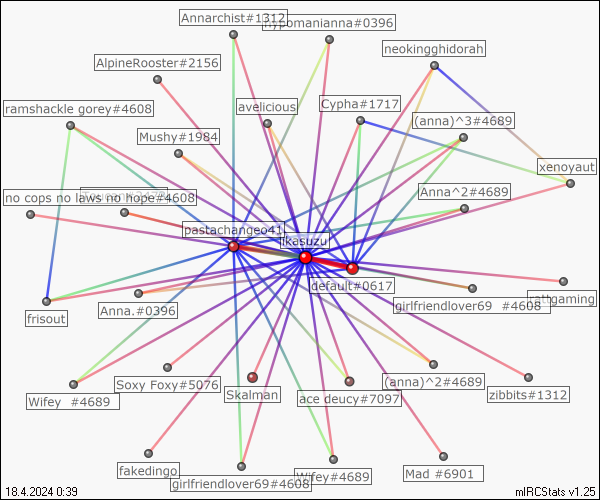 Annarchist#1312
hypomanianna#0396
neokingghidorah
AlpineRooster#2156
ramshackle gorey#4608
avelicious
Cypha#1717
(anna)^3#4689
Mushy#1984
xenoyaut
no cops no laws no hope#4608
Anna^2#4689
pastachangeo41
ikasuzu
default#0617
rattgaming
frisout
Anna.#0396
girlfriendlover69 #4608
Soxy Foxy#5076
Skalman
ace deucy#7097
(anna)^2#4689
zibbits#1312
Wifey #4689
fakedingo
girlfriendlover69#4608
Wifey#4689
Mad #6901
18.4.2024 0:39
mIRCStats v1.25